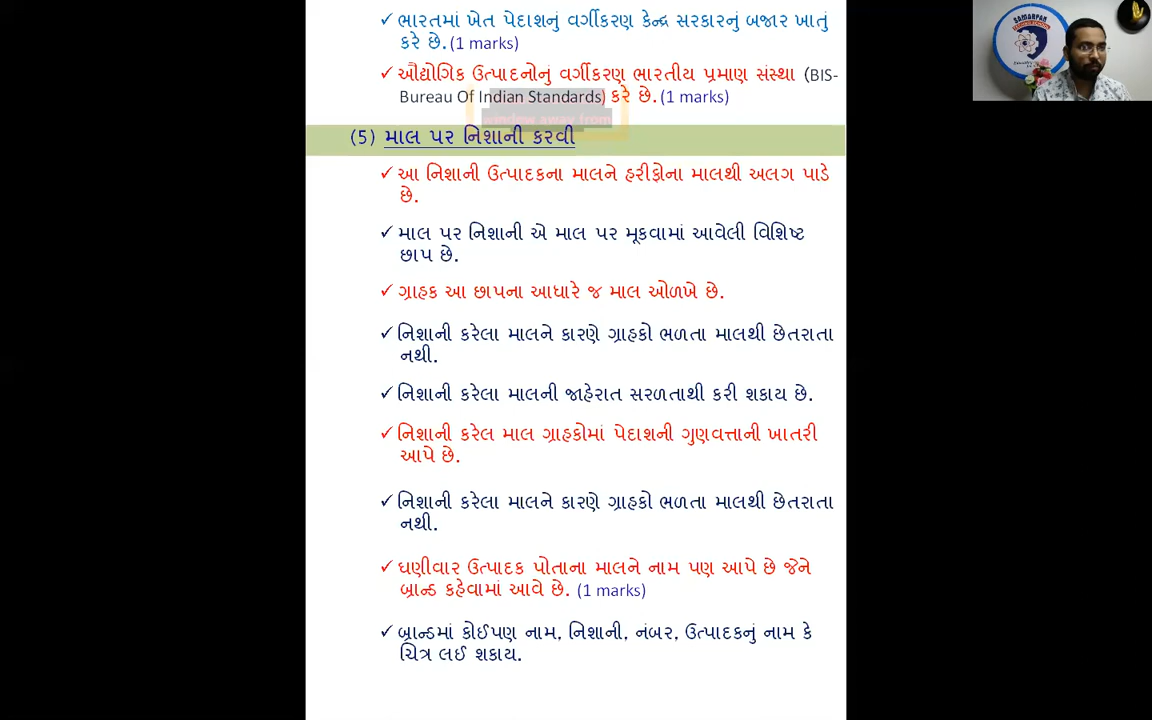 ✓ ભારતમાં ખેત પેદાશનું વર્ગીકરણ કેન્દ્ર સરકારનું બજાર ખાતું
કરે છે. (1 marks)
✓ ઔદ્યોગિક ઉત્પાદનોનું વર્ગીકરણ ભારતીય પ્રમાણ સંસ્થા (BIS-
Bureau Of Indian Standards) કરે છે. (1 marks)
window away from
(5) માલ પર નિશાની કરવી
✓ આ નિશાની ઉત્પાદકના માલને હરીફોના માલથી અલગ પાડે
છે.
✓ માલ પર નિશાની એ માલ પર મૂકવામાં આવેલી વિશિષ્ટ
છાપ છે.
✓ ગ્રાહક આ છાપના આધારે જ માલ ઓળખે છે.
✓ નિશાની કરેલા માલને કારણે ગ્રાહકો ભળતા માલથી છેતરાતા
નથી.
✓ નિશાની કરેલા માલની જાહેરાત સરળતાથી કરી શકાય છે.
✓ નિશાની કરેલ માલ ગ્રાહકોમાં પેદાશની ગુણવત્તાની ખાતરી
આપે છે.
✓ નિશાની કરેલા માલને કારણે ગ્રાહકો ભળતા માલથી છેતરાતા
નથી.
✓ ઘણીવાર ઉત્પાદક પોતાના માલને નામ પણ આપે છે જેને
બ્રાન્ડ કહેવામાં આવે છે. (1 marks)
✓ બ્રાન્ડમાં કોઈપણ નામ, નિશાની, નંબર, ઉત્પાદકનું નામ કે
ચિત્ર લઈ શકાય.
SAMARPAN